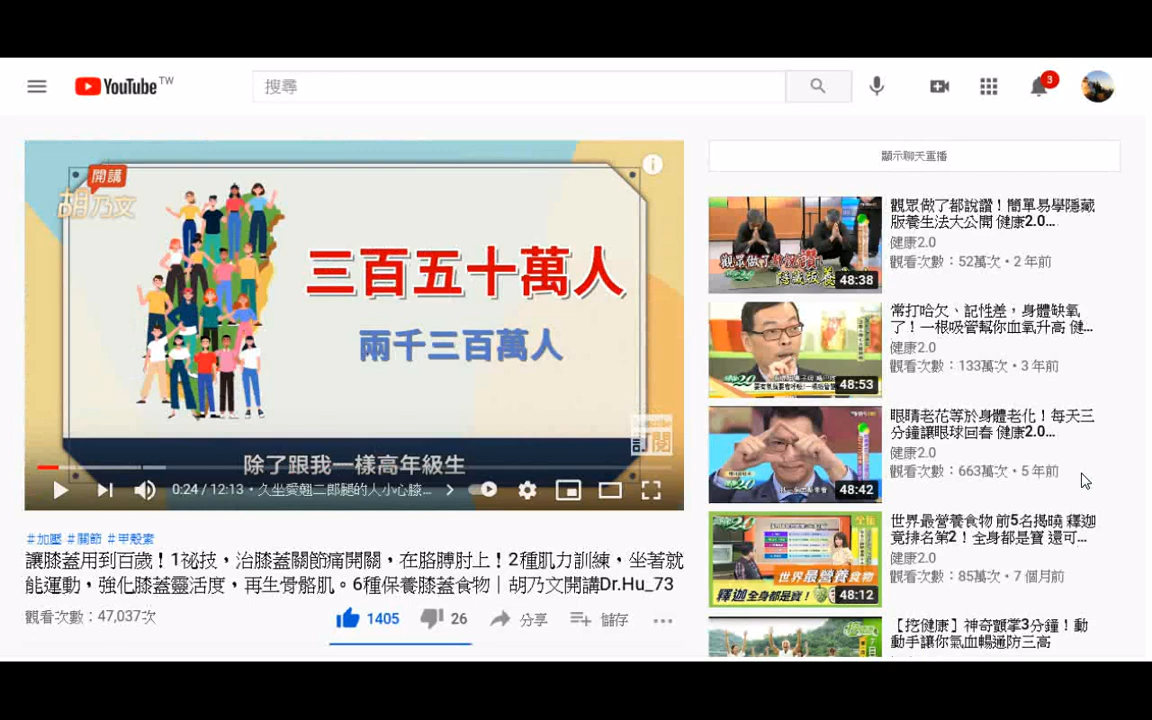 YouTube TW
搜尋
3
開講
胡乃文
三百五十萬人
兩千三百萬人
訂閱
除了跟我一樣高年級生
0:24 / 12:13 • 久坐愛翹二郎腿的人小心膝...
#加壓 #關節 #甲殼素
讓膝蓋用到百歲！1祕技，治膝蓋關節痛開關，在胳膊肘上！2種肌力訓練，坐著就
能運動，強化膝蓋靈活度，再生骨骼肌。6種保養膝蓋食物｜胡乃文開講Dr.Hu_73
觀看次數：47,037次
1405
26
分享
儲存
顯示聊天重播
48:38
觀眾做了都說讚！簡單易學隱藏
版養生法大公開 健康2.0...
健康2.0
觀看次數：52萬次 • 2 年前
48:53
常打哈欠、記性差，身體缺氧
了！一根吸管幫你血氧升高 健...
健康2.0
觀看次數：133萬次 • 3 年前
48:42
眼睛老花等於身體老化！每天三
分鐘讓眼球回春 健康2.0...
健康2.0
觀看次數：663萬次 • 5 年前
世界最營養食物
釋迦全身都是寶！
48:12
世界最營養食物 前5名揭曉 釋迦
竟排名第2！全身都是寶 還可...
健康2.0
觀看次數：85萬次 • 7 個月前
【挖健康】神奇顫掌3分鐘！動
動手讓你氣血暢通防三高